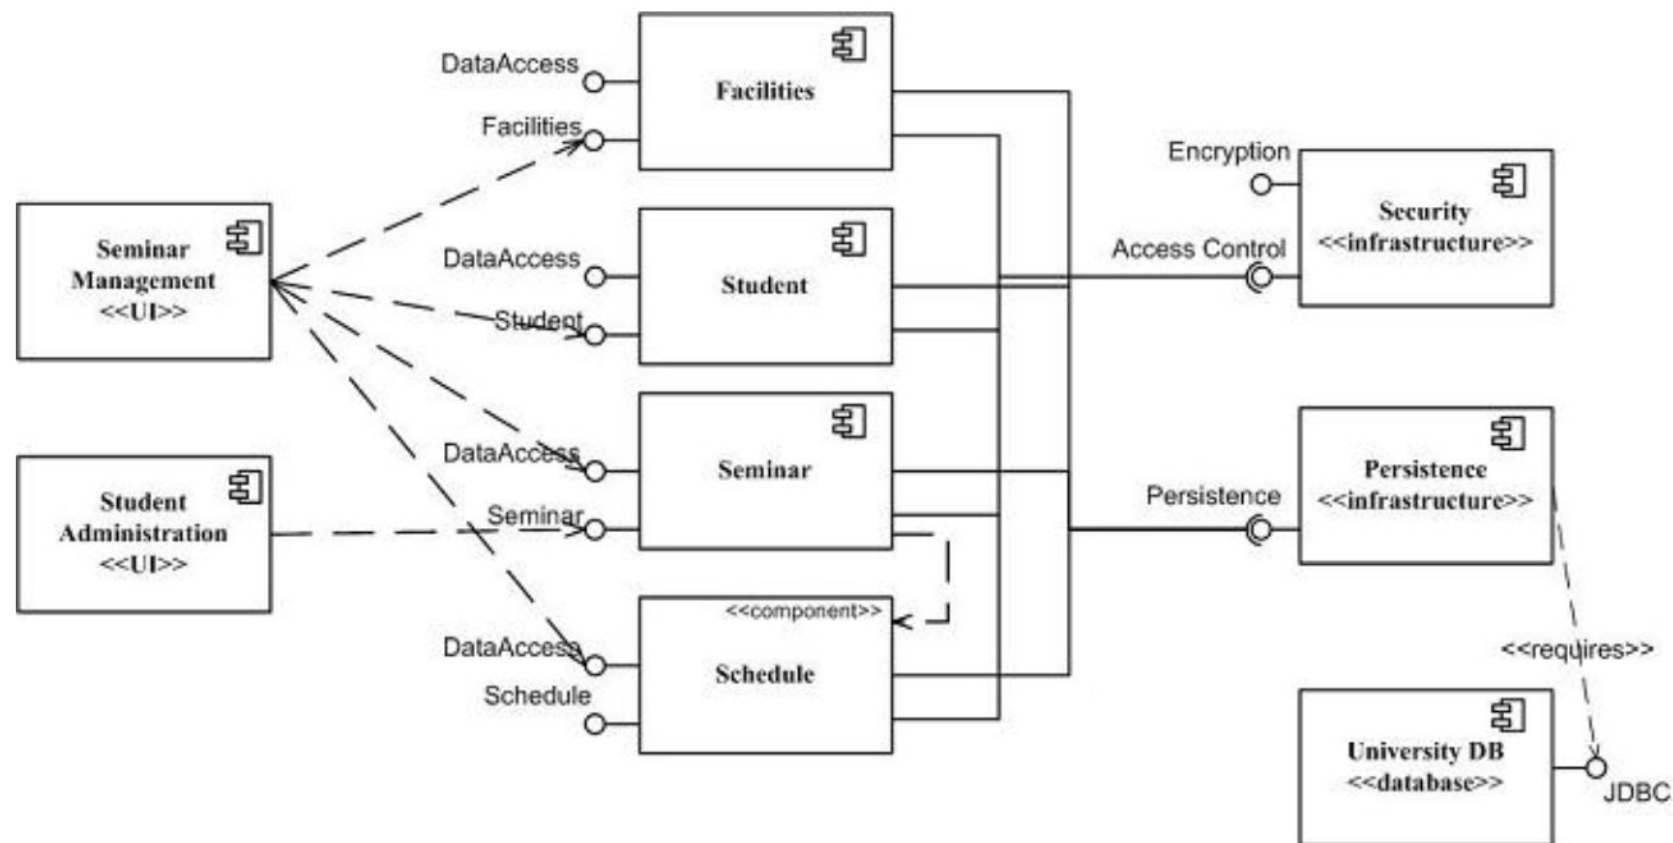 DataAccess
Facilities
Facilities
Encryption
Security
<<infrastructure>>
Access Control
Seminar
Management
<<UI>>
DataAccess
Student
Student
DataAccess
Seminar
Seminar
Persistence
Persistence
<<infrastructure>>
Student
Administration
<<UI>>
<<component>>
DataAccess
Schedule
Schedule
<<requires>>
University DB
<<database>>
JDBC